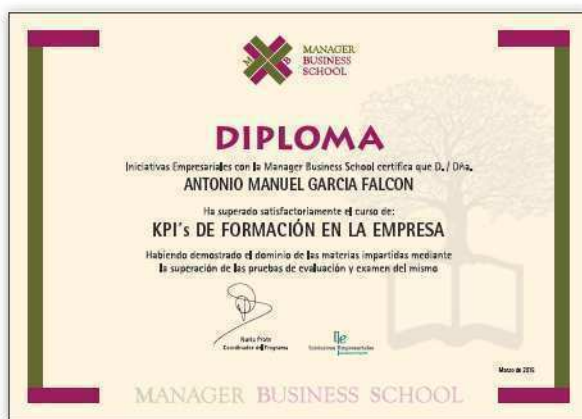 M B
MANAGER
BUSINESS
SCHOOL
DIPLOMA
Iniciativas Empresariales con la Manager Business School certifica que D. / Dña.
ANTONIO MANUEL GARCIA FALCON
Ha superado satisfactoriamente el curso de:
KPI's DE FORMACIÓN EN LA EMPRESA
Habiendo demostrado el dominio de las materias impartidas mediante
la superación de las pruebas de evaluación y examen del mismo
Coordinador del Programa
Iniciativas Empresariales
Marzo de 2015
MANAGER BUSINESS SCHOOL